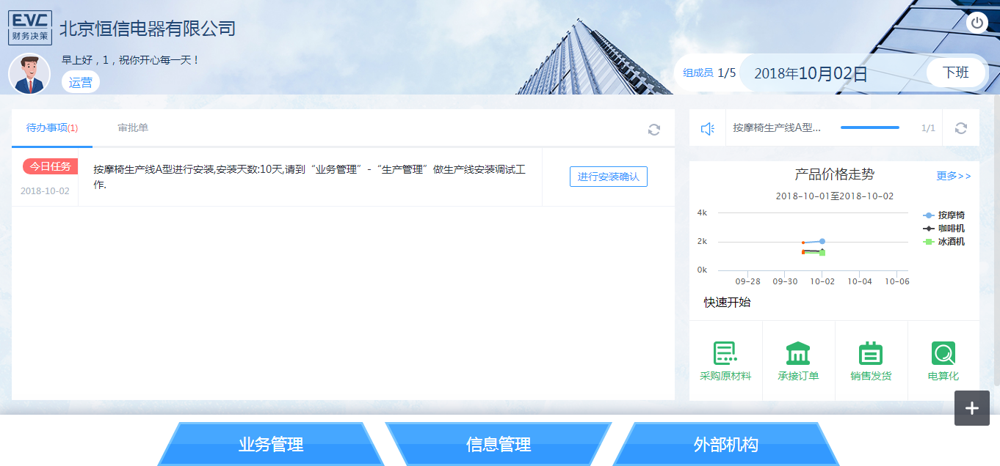 EVC
财务决策
北京恒信电器有限公司
早上好，1，祝你开心每一天！
运营
组成员 1/5
2018年10月02日
下班
待办事项(1)
审批单
今日任务
2018-10-02
按摩椅生产线A型进行安装,安装天数:10天,请到“业务管理”-“生产管理”做生产线安装调试工
作.
进行安装确认
按摩椅生产线A型...
1/1
产品价格走势
更多>>
2018-10-01至2018-10-02
4k
2k
0k
09-28
09-30
10-02
10-04
10-06
按摩椅
咖啡机
冰酒机
快速开始
采购原材料
承接订单
销售发货
电算化
业务管理
信息管理
外部机构